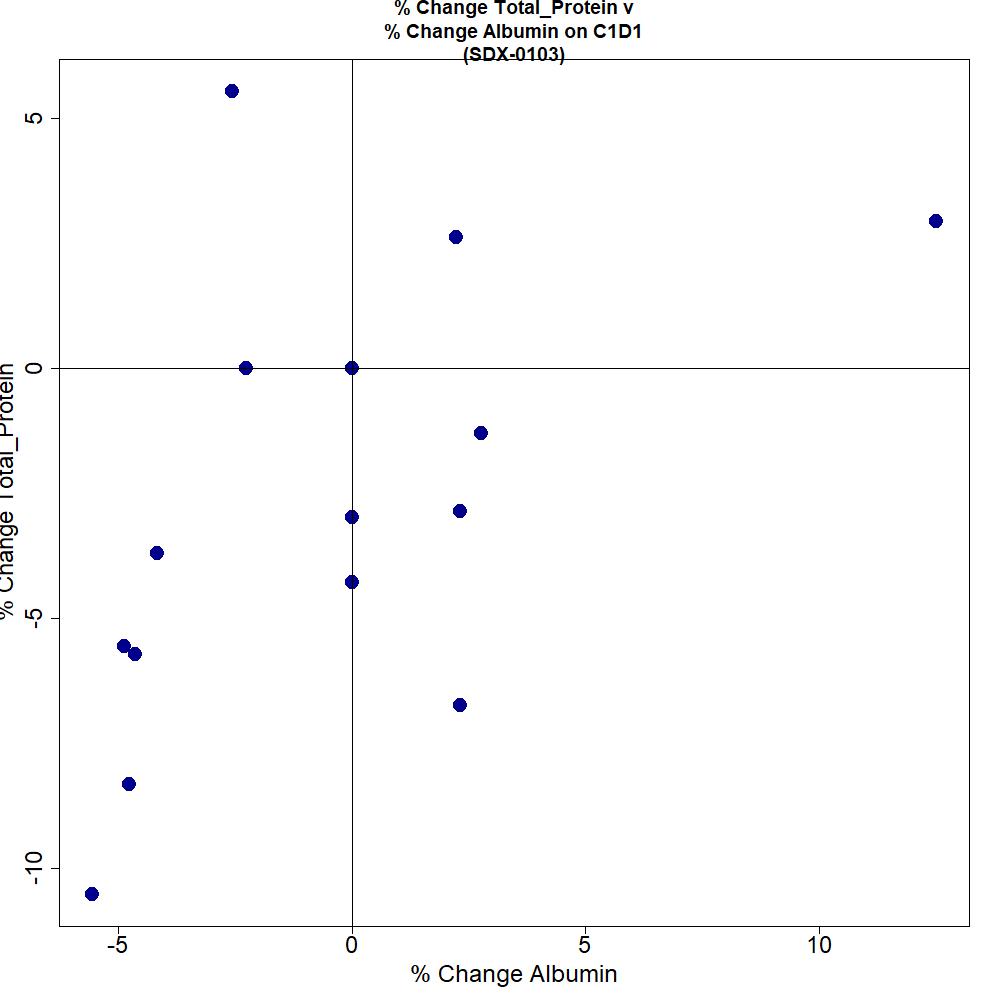 % Change Total_Protein v
% Change Albumin on C1D1
(SDX-0103)
% Change Total_Protein
5
0
-5
-10
-5
0
5
10
% Change Albumin